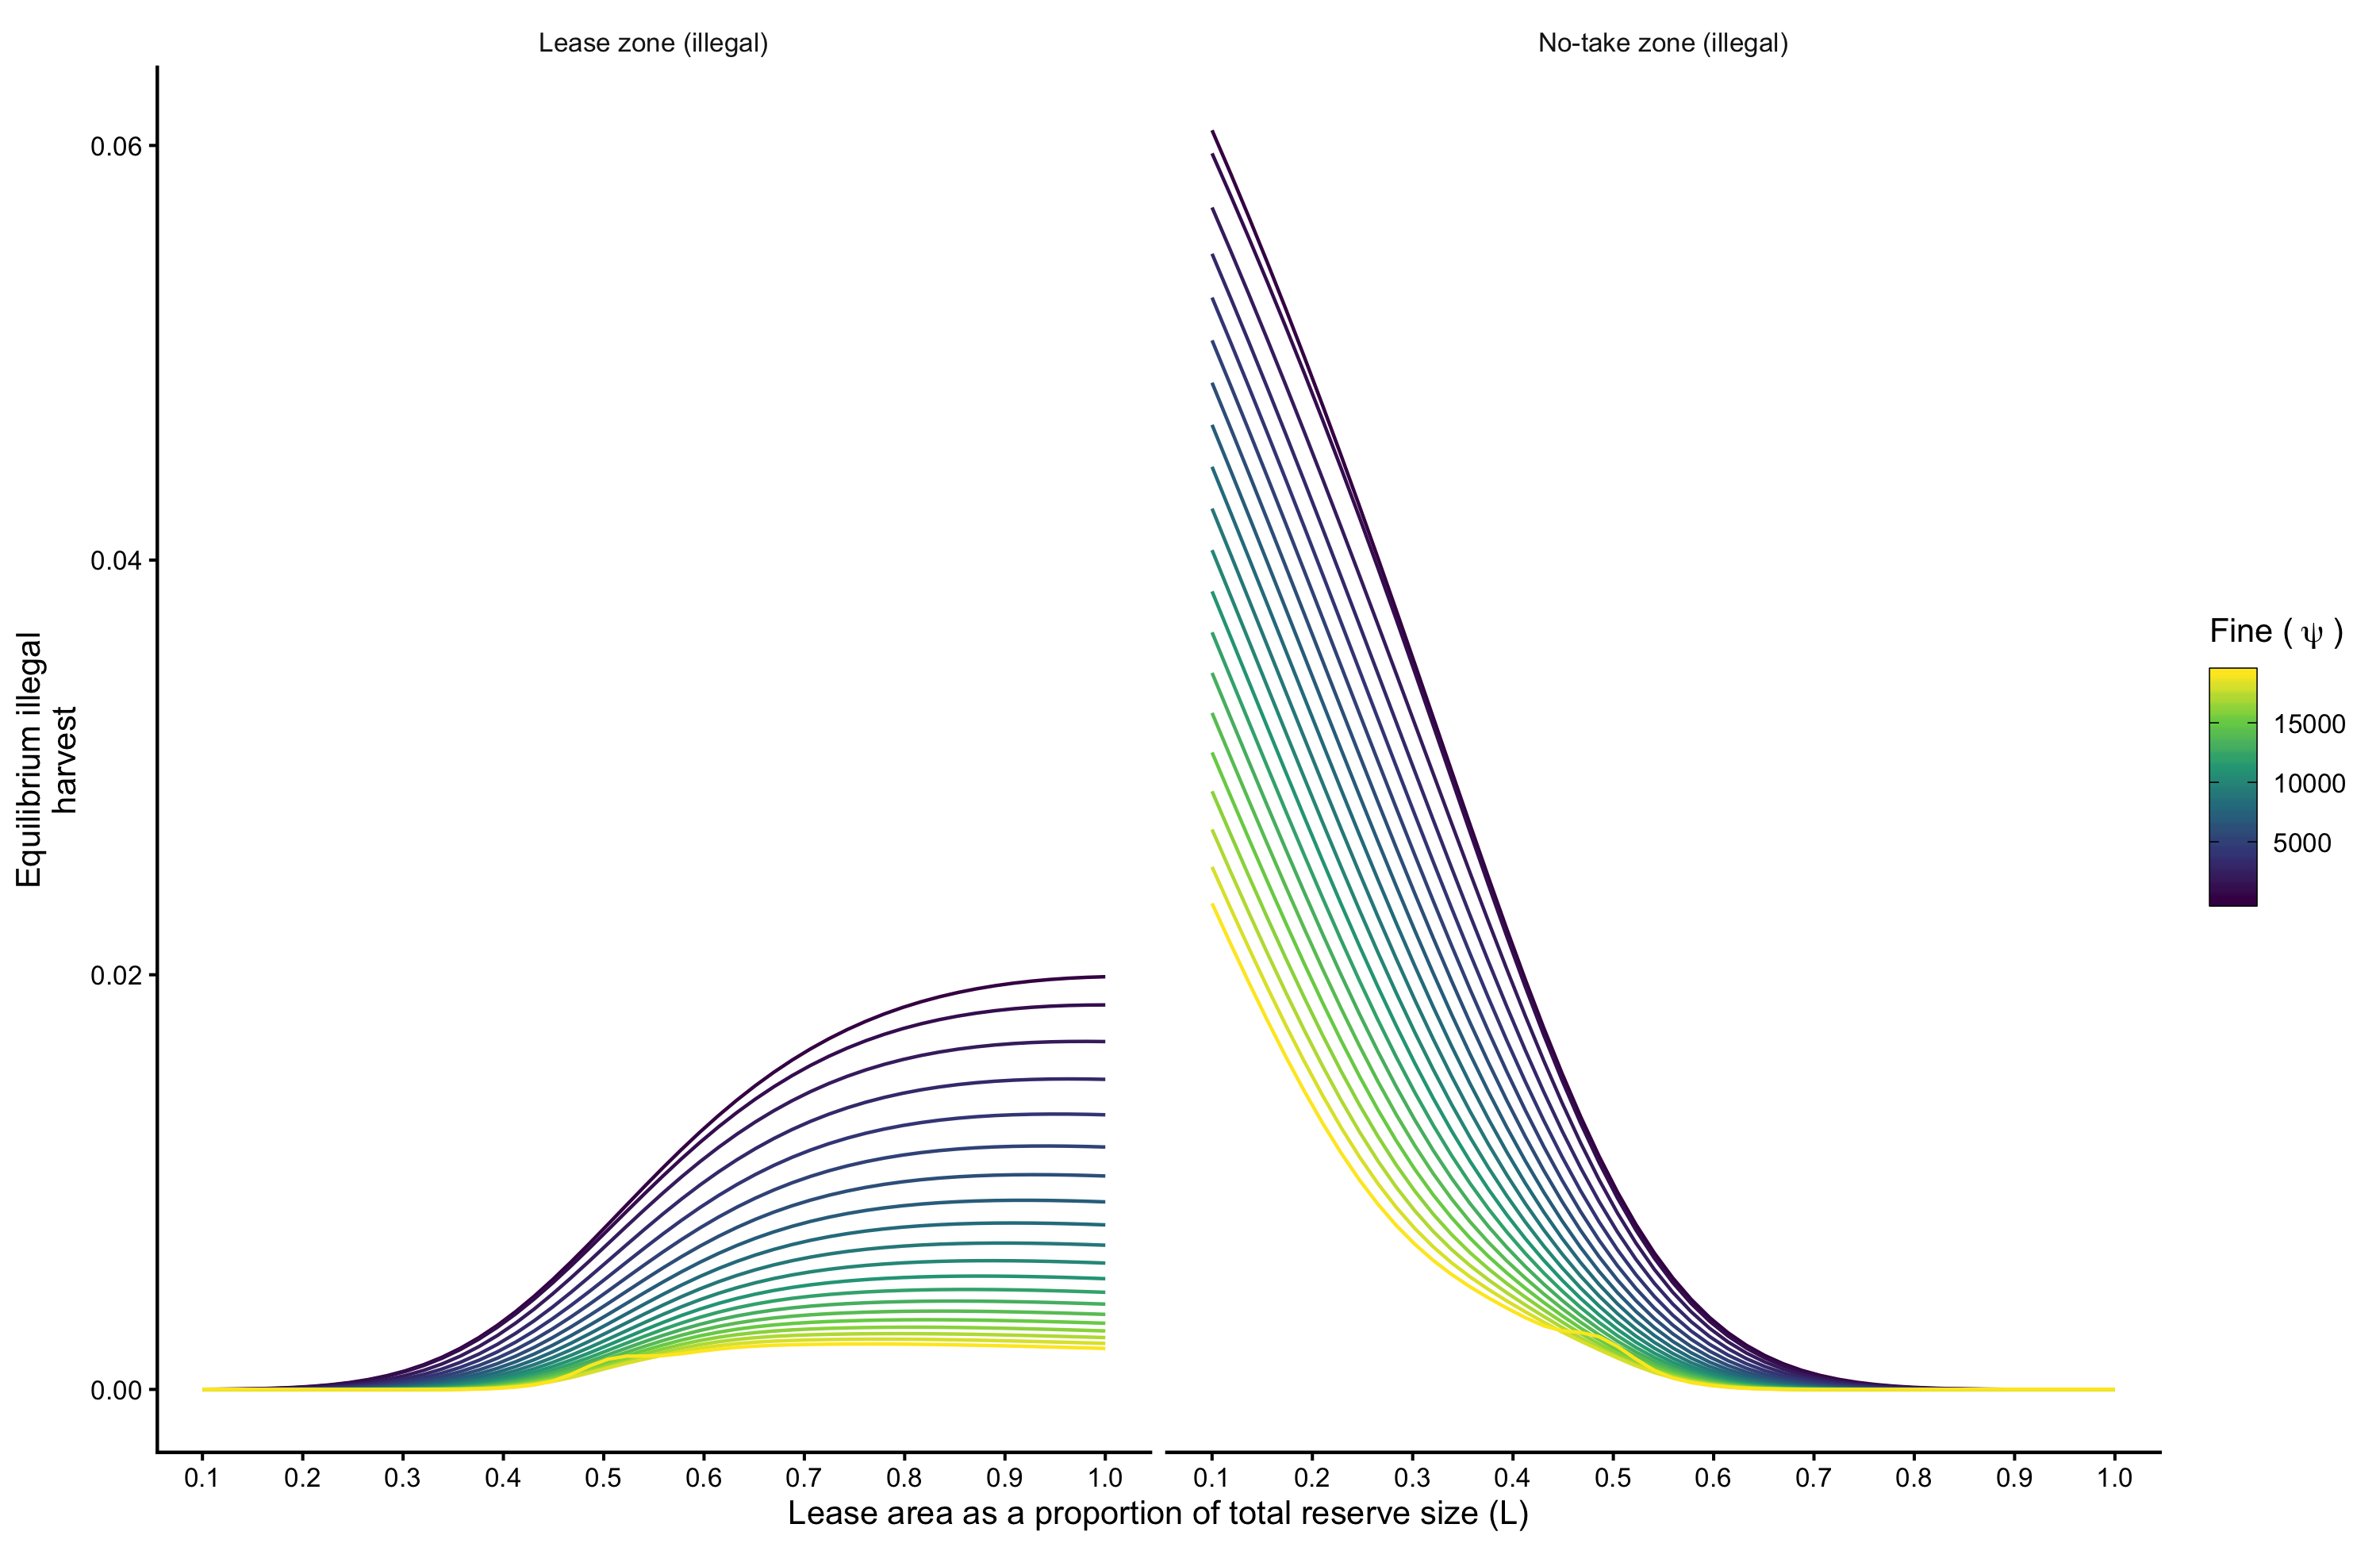 Lease zone (illegal)
No-take zone (illegal)
0.06
0.04
0.02
0.00
Equilibrium illegal
harvest
0.1 0.2 0.3 0.4 0.5 0.6 0.7 0.8 0.9 1.0
0.1 0.2 0.3 0.4 0.5 0.6 0.7 0.8 0.9 1.0
Lease area as a proportion of total reserve size (L)
Fine ( ψ )
15000
10000
5000